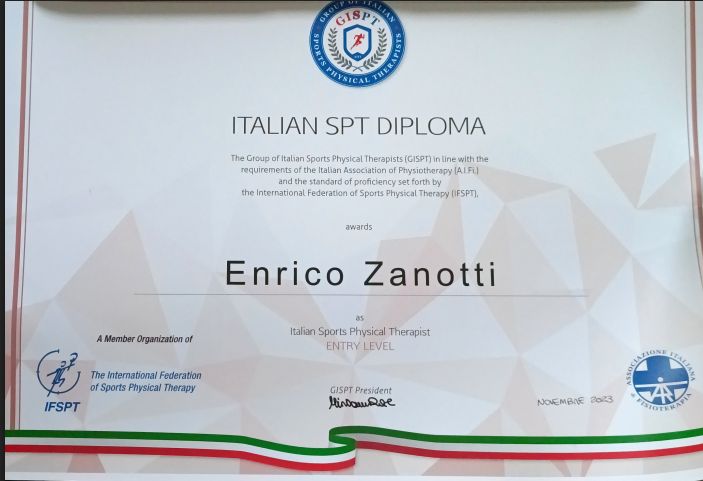 GROUP OF ITALIAN
GISPT
SPORTS PHYSICAL THERAPISTS
ITALIAN SPT DIPLOMA
The Group of Italian Sports Physical Therapists (GISPT) in line with the
requirements of the Italian Association of Physiotherapy (A.I.Fi.)
and the standard of proficiency set forth by
the International Federation of Sports Physical Therapy (IFSPT),
awards
Enrico Zanotti
as
Italian Sports Physical Therapist
ENTRY LEVEL
A Member Organization of
The International Federation
of Sports Physical Therapy
IFSPT
GISPT President
NOVEMBRE 2023
ASSOCIAZIONE ITALIANA
di FISIOTERAPIA